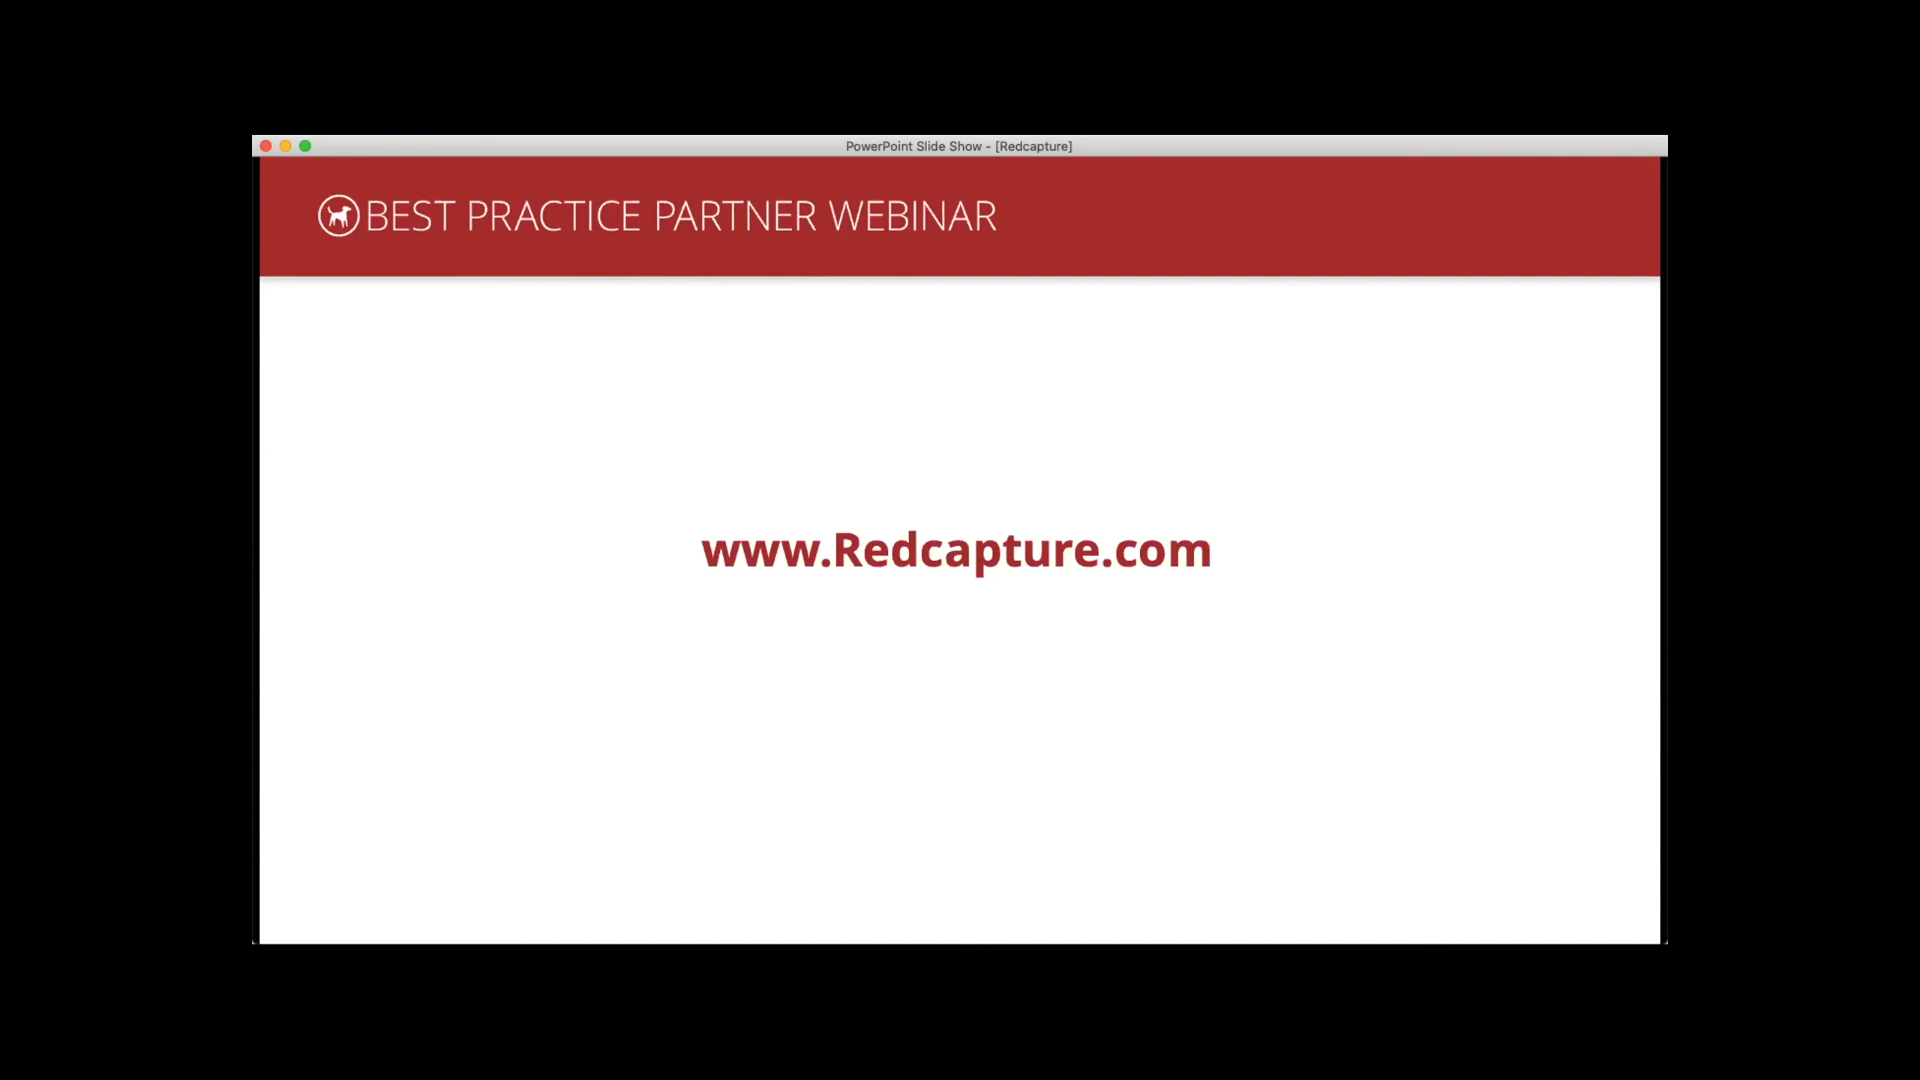 PowerPoint Slide Show - [Redcapture]
BEST PRACTICE PARTNER WEBINAR
www.Redcapture.com